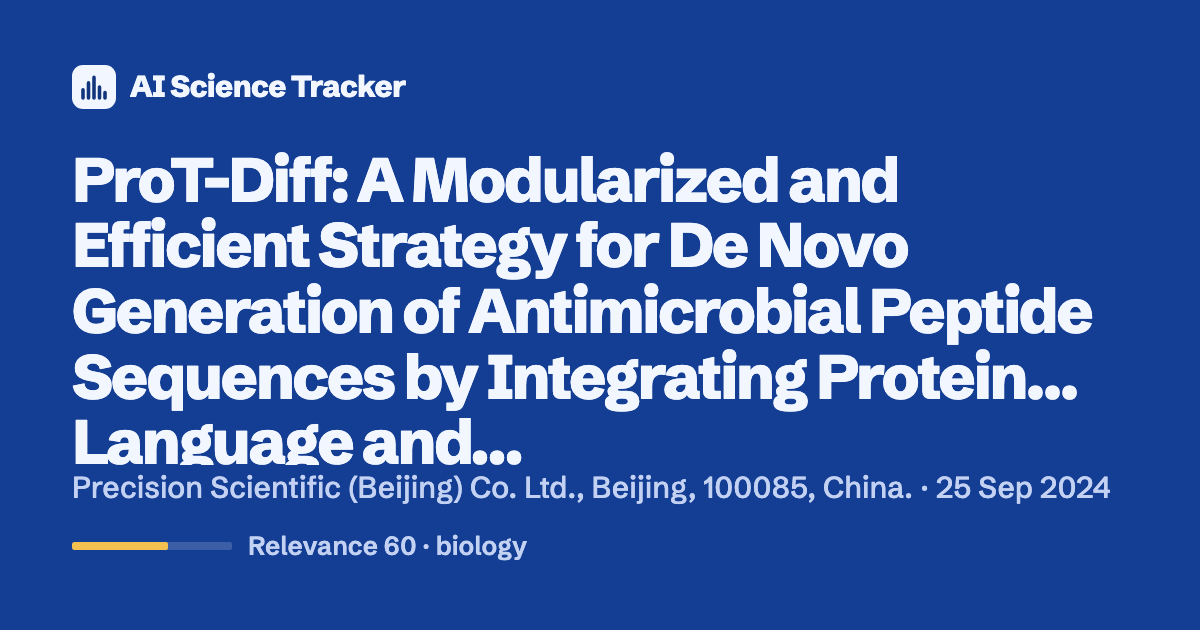 AI Science Tracker
ProT-Diff: A Modularized and
Efficient Strategy for De Novo
Generation of Antimicrobial Peptide
Sequences by Integrating Protein...
Language and...
Precision Scientific (Beijing) Co. Ltd., Beijing, 100085, China. · 25 Sep 2024
Relevance 60 · biology